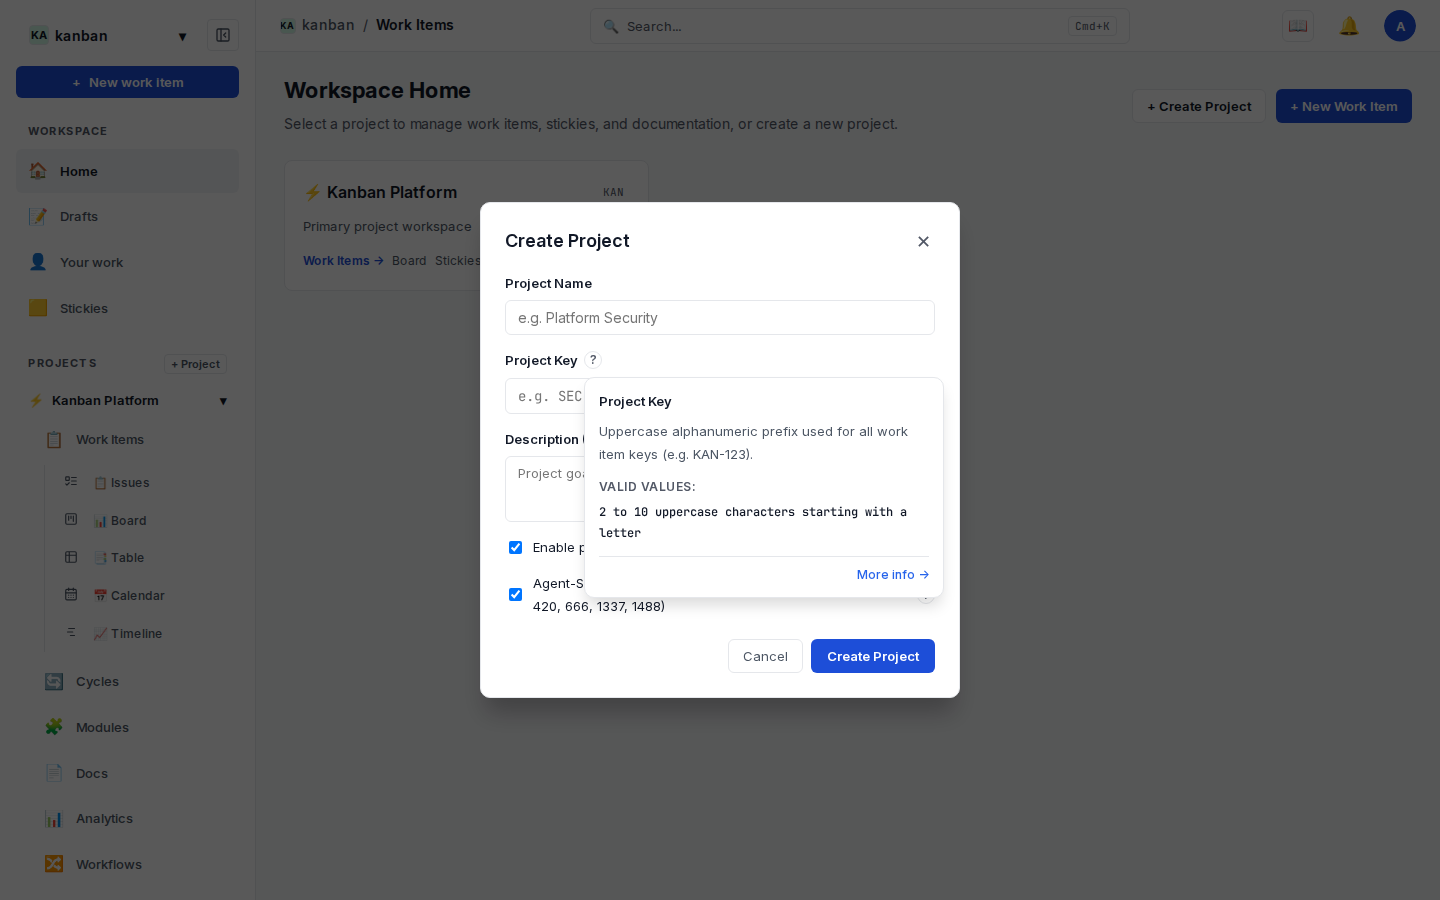 KA kanban ▾
+ New work item
WORKSPACE
Home
Drafts
Your work
Stickies
PROJECTS
+ Project
Kanban Platform ▾
Work Items
Issues
Board
Table
Calendar
Timeline
Cycles
Modules
Docs
Analytics
Workflows
KA kanban / Work Items
Search...
Cmd+K
A
Workspace Home
Select a project to manage work items, stickies, and documentation, or create a new project.
+ Create Project
+ New Work Item
Kanban Platform
KAN
Primary project workspace
Work Items → Board Stickies
Create Project
✕
Project Name
e.g. Platform Security
Project Key ?
e.g. SEC
Description
Project goa
Enable p
Agent-S
420, 666, 1337, 1488)
Project Key
Uppercase alphanumeric prefix used for all work
item keys (e.g. KAN-123).
VALID VALUES:
2 to 10 uppercase characters starting with a
letter
More info →
Cancel
Create Project